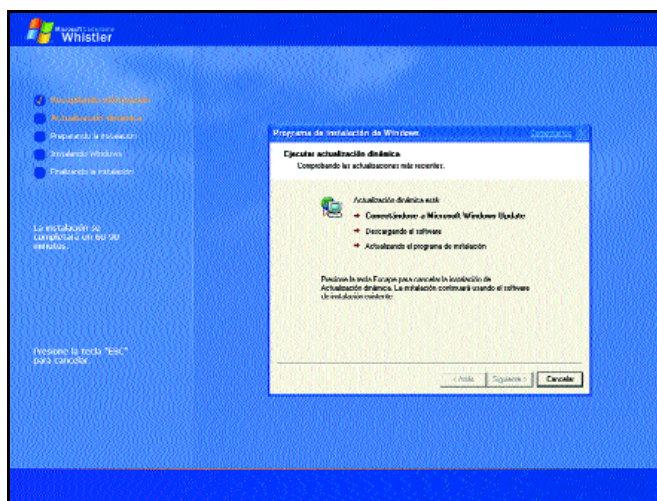 Microsoft Codename
Whistler
Recopilando información
Actualización dinámica
Preparando la instalación
Instalando Windows
Finalizando la instalación
La instalación se
completará en 60-90
minutos.
Presione la tecla "ESC"
para cancelar.
Programa de instalación de Windows
Comentarios
Ejecutar actualización dinámica
Comprobando las actualizaciones más recientes.
Actualización dinámica está:
Conectándose a Microsoft Windows Update
Descargando el software
Actualizando el programa de instalación
Presione la tecla Escape para cancelar la instalación de
Actualización dinámica. La instalación continuará usando el software
de instalación existente.
< Atrás
Siguiente >
Cancelar